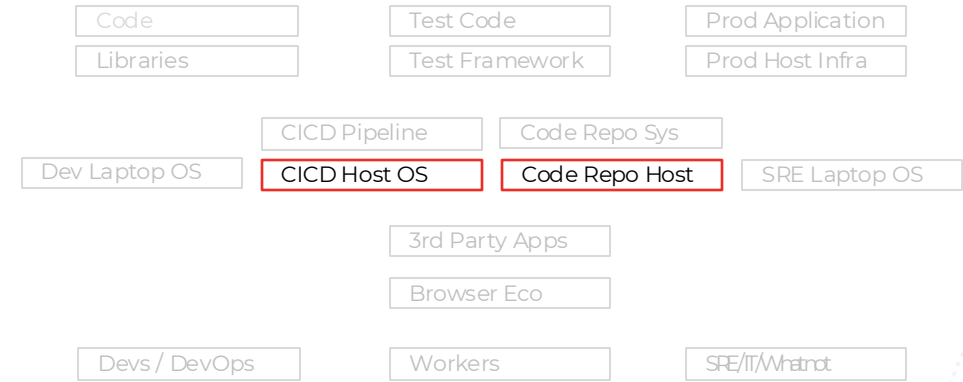 Code
Test Code
Prod Application
Libraries
Test Framework
Prod Host Infra
CICD Pipeline
Code Repo Sys
Dev Laptop OS
CICD Host OS
Code Repo Host
SRE Laptop OS
3rd Party Apps
Browser Eco
Devs / DevOps
Workers
SRE/IT/Whatnot